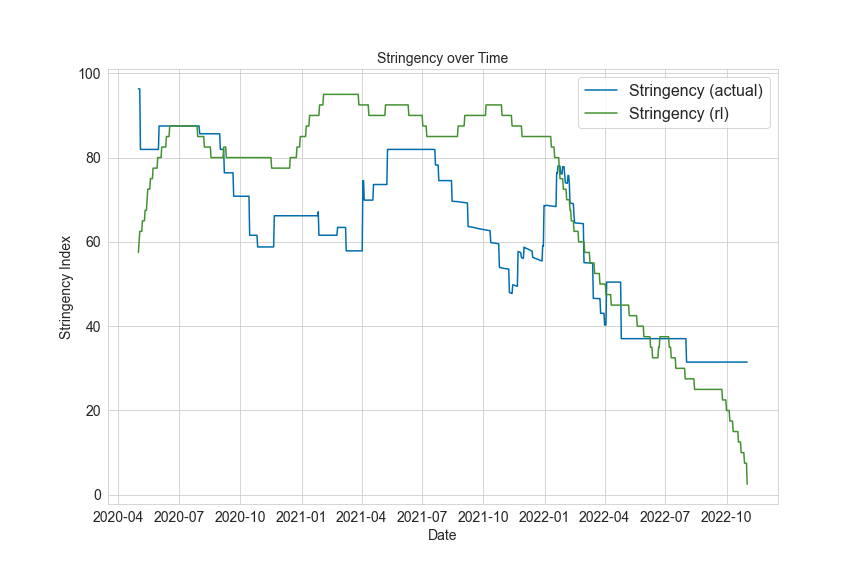 Stringency over Time
Stringency (actual)
Stringency (rl)
Stringency Index
100
80
60
40
20
0
2020-04 2020-07 2020-10 2021-01 2021-04 2021-07 2021-10 2022-01 2022-04 2022-07 2022-10
Date